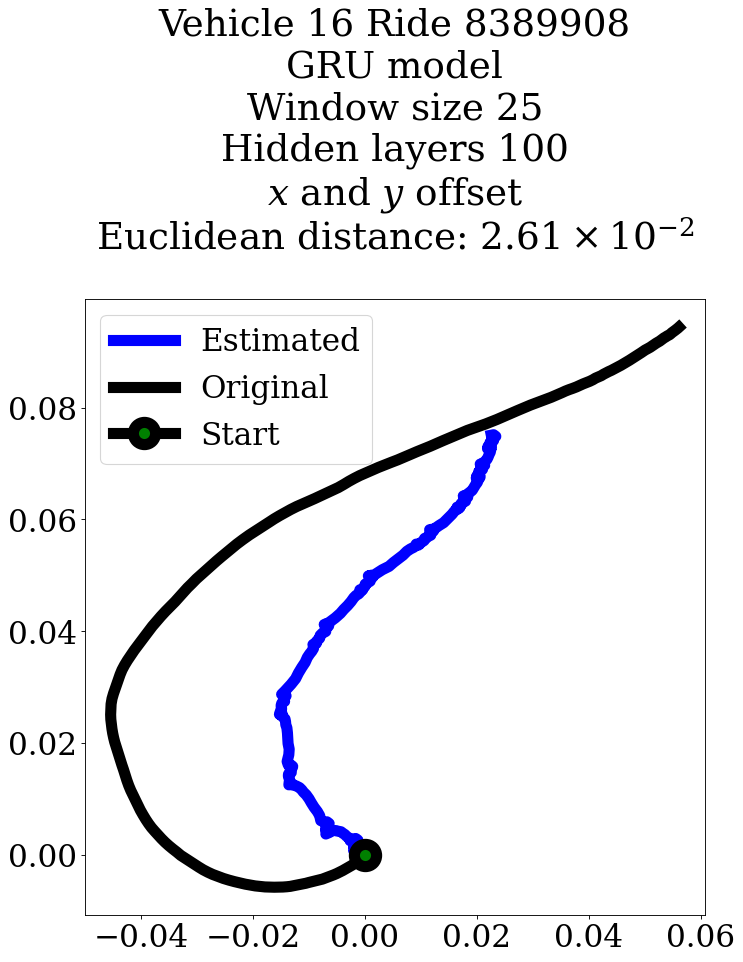 Vehicle 16 Ride 8389908
GRU model
Window size 25
Hidden layers 100
x and y offset
Euclidean distance: 2.61 × 10⁻²
Estimated
Original
Start
0.08
0.06
0.04
0.02
0.00
−0.04 −0.02 0.00 0.02 0.04 0.06